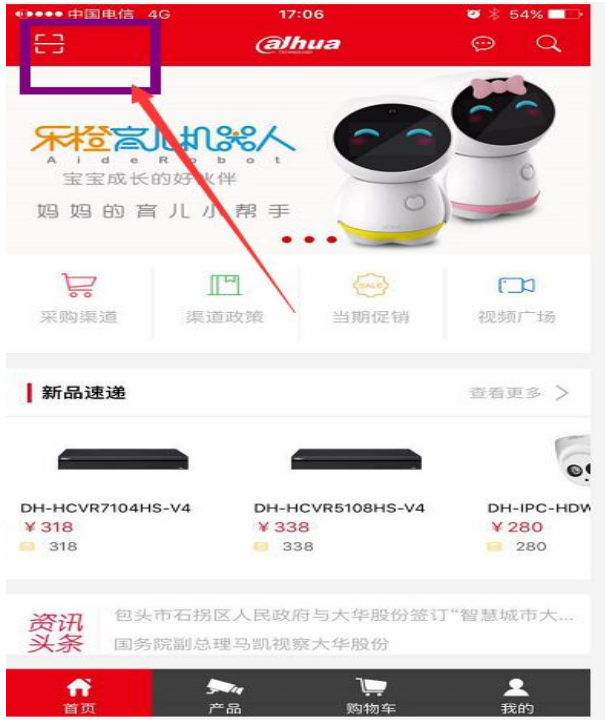 中国电信 4G 17:06 54%
alhua
TECHNOLOGY
乐橙育儿机器人
AideRobot
宝宝成长的好伙伴
妈妈的育儿小帮手
SALE
采购渠道 渠道政策 当期促销 视频广场
新品速递 查看更多
DH-HCVR7104HS-V4 DH-HCVR5108HS-V4 DH-IPC-HDW
¥318 ¥338 ¥280
318 338 280
资讯
头条
包头市石拐区人民政府与大华股份签订“智慧城市大...
国务院副总理马凯视察大华股份
首页 产品 购物车 我的